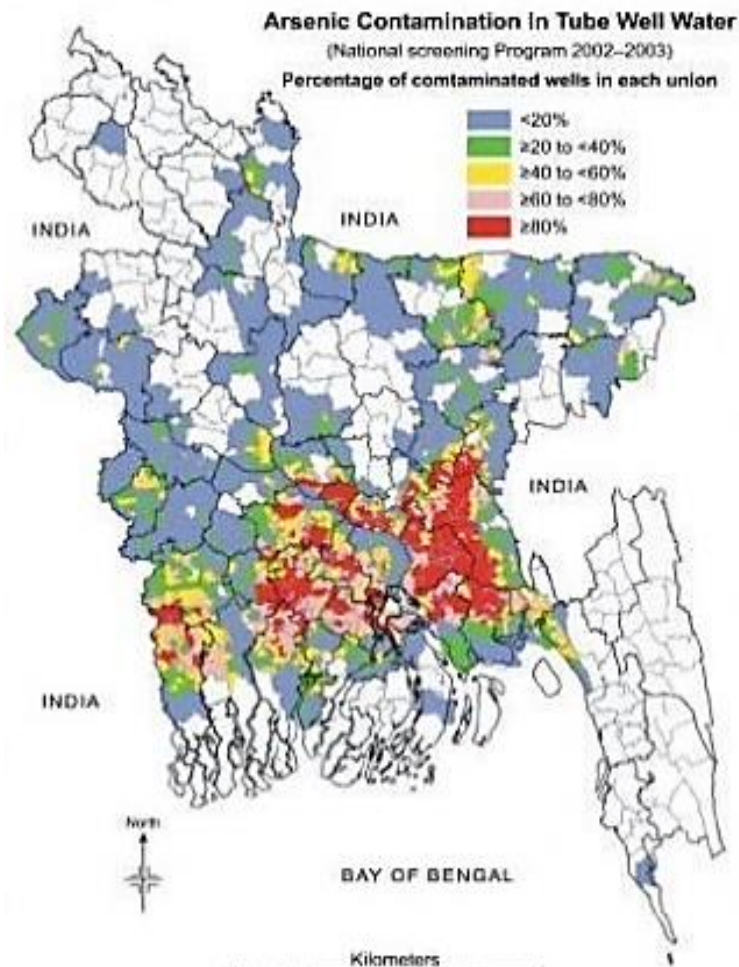 Arsenic Contamination in Tube Well Water
(National screening Program 2002–2003)
Percentage of comtaminated wells in each union
<20%
≥20 to <40%
≥40 to <60%
≥60 to <80%
≥80%
INDIA
INDIA
INDIA
INDIA
North
BAY OF BENGAL
Kilometers